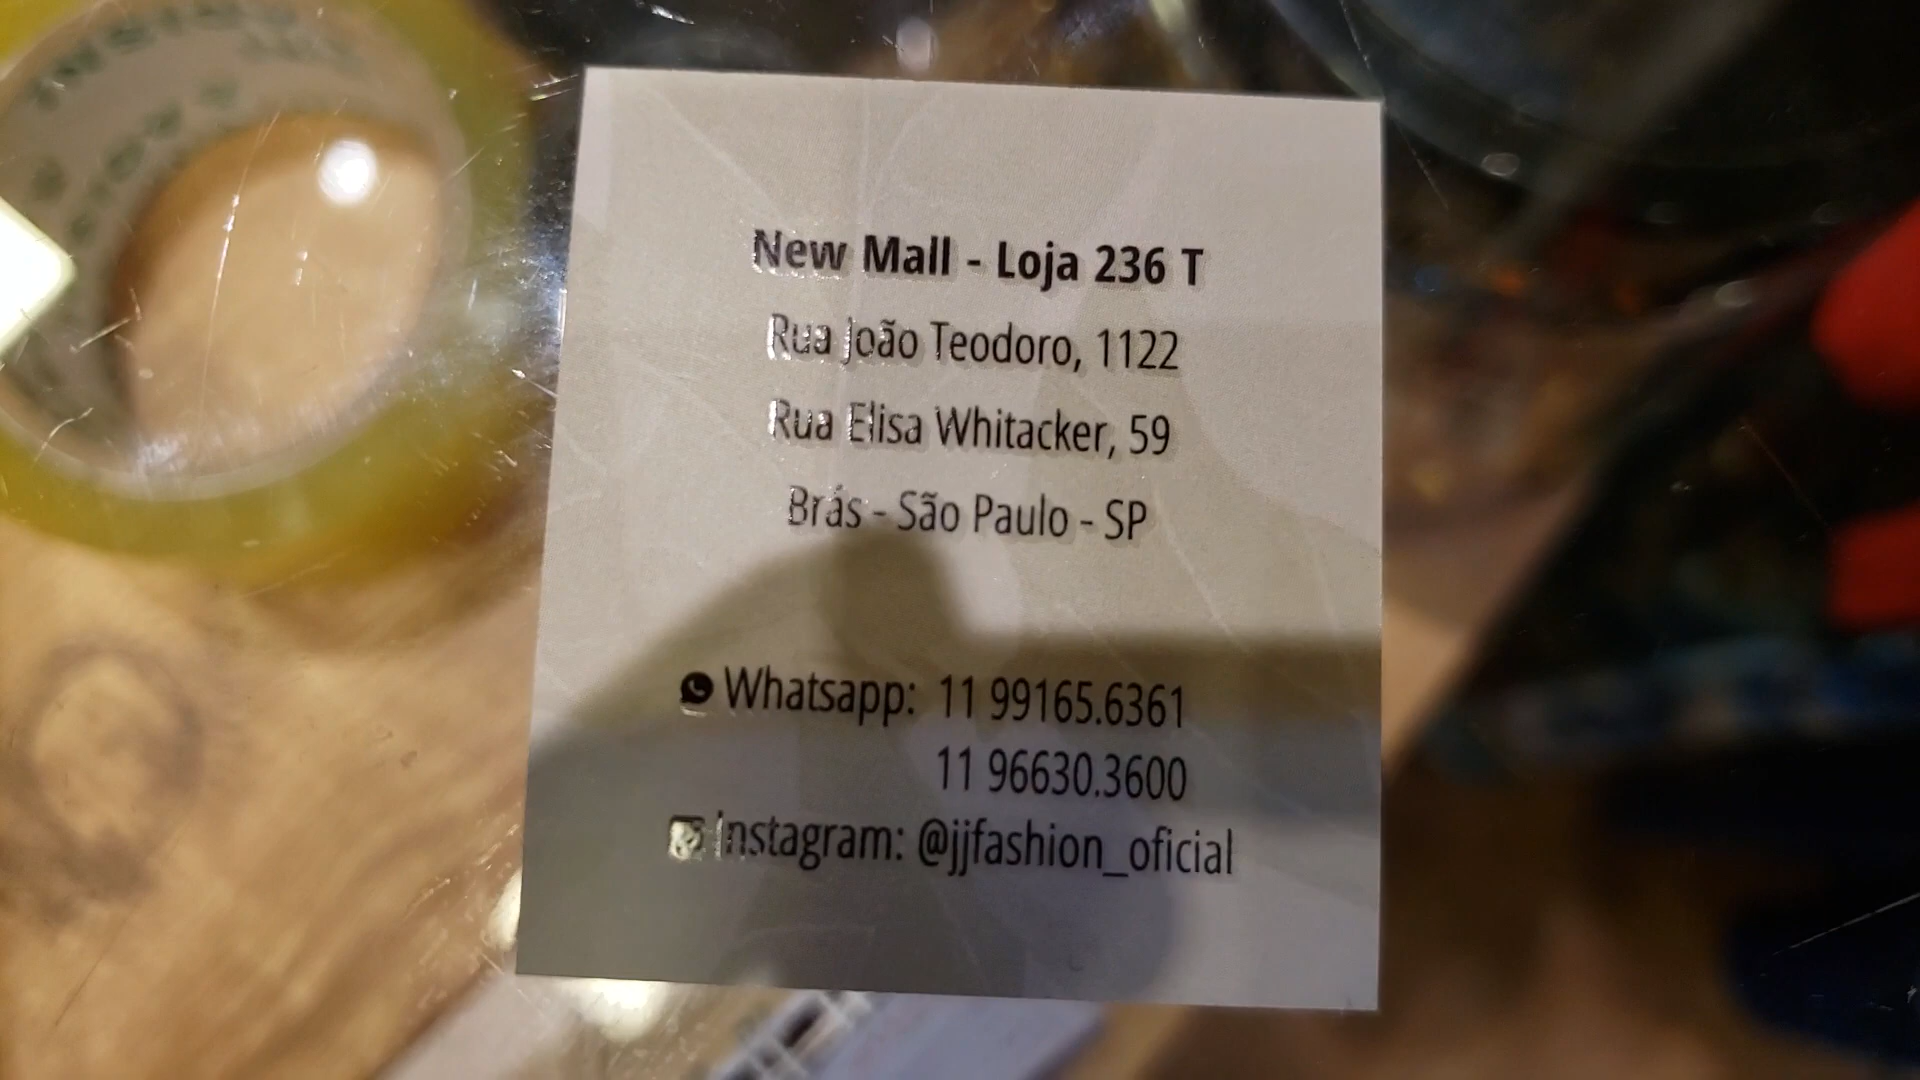 New Mall - Loja 236 T
Rua João Teodoro, 1122
Rua Elisa Whitacker, 59
Brás - São Paulo - SP
Whatsapp: 11 99165.6361
11 96630.3600
Instagram: @jjfashion_oficial